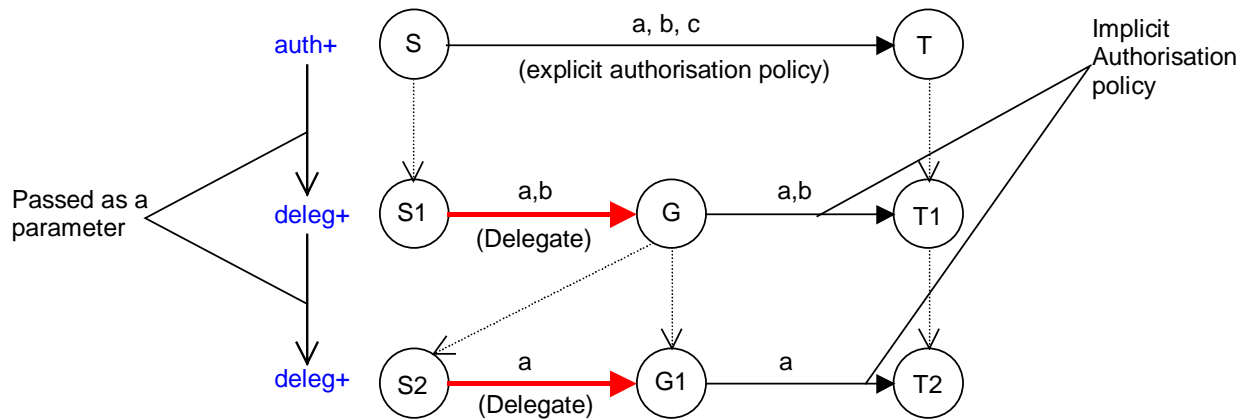 a, b, c
Implicit
Authorisation
policy
auth+
S
T
(explicit authorisation policy)
Passed as a
parameter
deleg+
S1
a,b
(Delegate)
G
a,b
T1
deleg+
S2
a
(Delegate)
G1
a
T2